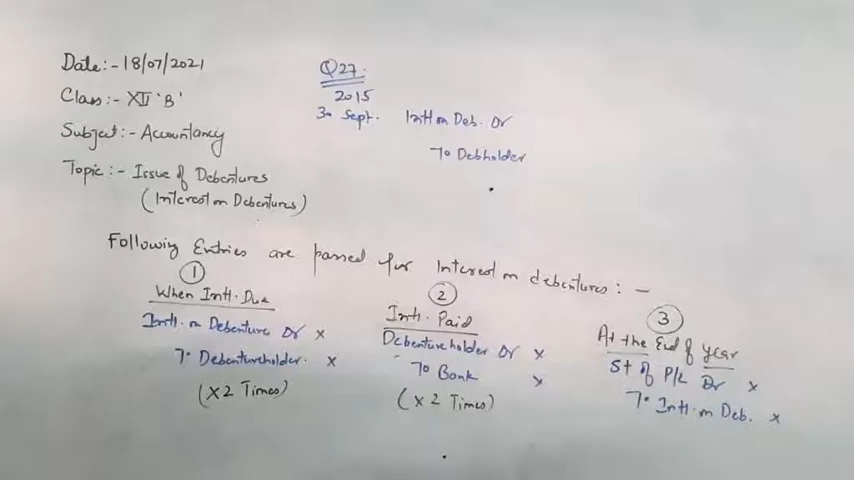 Date:- 18/07/2021
Class:- XII 'B'
Subject:- Accountancy
Topic:- Issue of Debentures
(Interest on Debentures)
Q27.
2015
30 Sept. Intt on Deb. Dr
To Debholder
Following Entries are passed for Interest on debentures: -
1
When Intt. Due
Intt. on Debenture Dr x
To Debentureholder. x
(x2 Times)
2
Intt. Paid
Debentureholder Dr x
To Bank x
(x 2 Times)
3
At the End of year
St of P/L Dr x
To Intt. on Deb. x